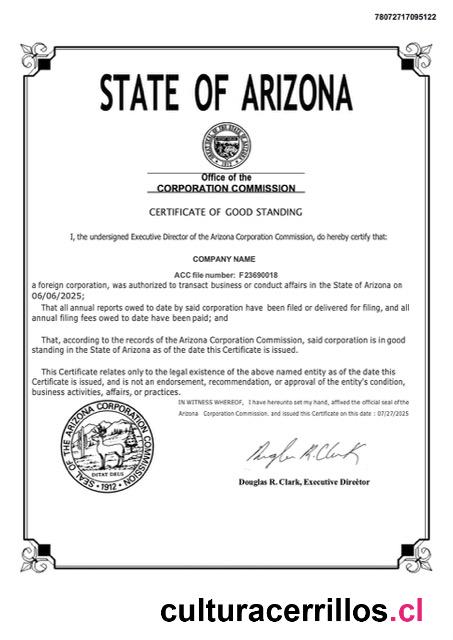 78072717095122
STATE OF ARIZONA
Office of the
CORPORATION COMMISSION
CERTIFICATE OF GOOD STANDING
I, the undersigned Executive Director of the Arizona Corporation Commission, do hereby certify that:
COMPANY NAME
ACC file number: F23690018
a foreign corporation, was authorized to transact business or conduct affairs in the State of Arizona on
06/06/2025;
That all annual reports owed to date by said corporation have been filed or delivered for filing, and all
annual filing fees owed to date have been paid; and
That, according to the records of the Arizona Corporation Commission, said corporation is in good
standing in the State of Arizona as of the date this Certificate is issued.
This Certificate relates only to the legal existence of the above named entity as of the date this
Certificate is issued, and is not an endorsement, recommendation, or approval of the entity's condition,
business activities, affairs, or practices.
IN WITNESS WHEREOF, I have hereunto set my hand, affixed the official seal of the
Arizona Corporation Commission. and issued this Certificate on this date : 07/27/2025
SEAL OF THE ARIZONA CORPORATION COMMISSION
DITAT DEUS
1912
Douglas R. Clark
Douglas R. Clark, Executive Director
culturacerrillos.cl